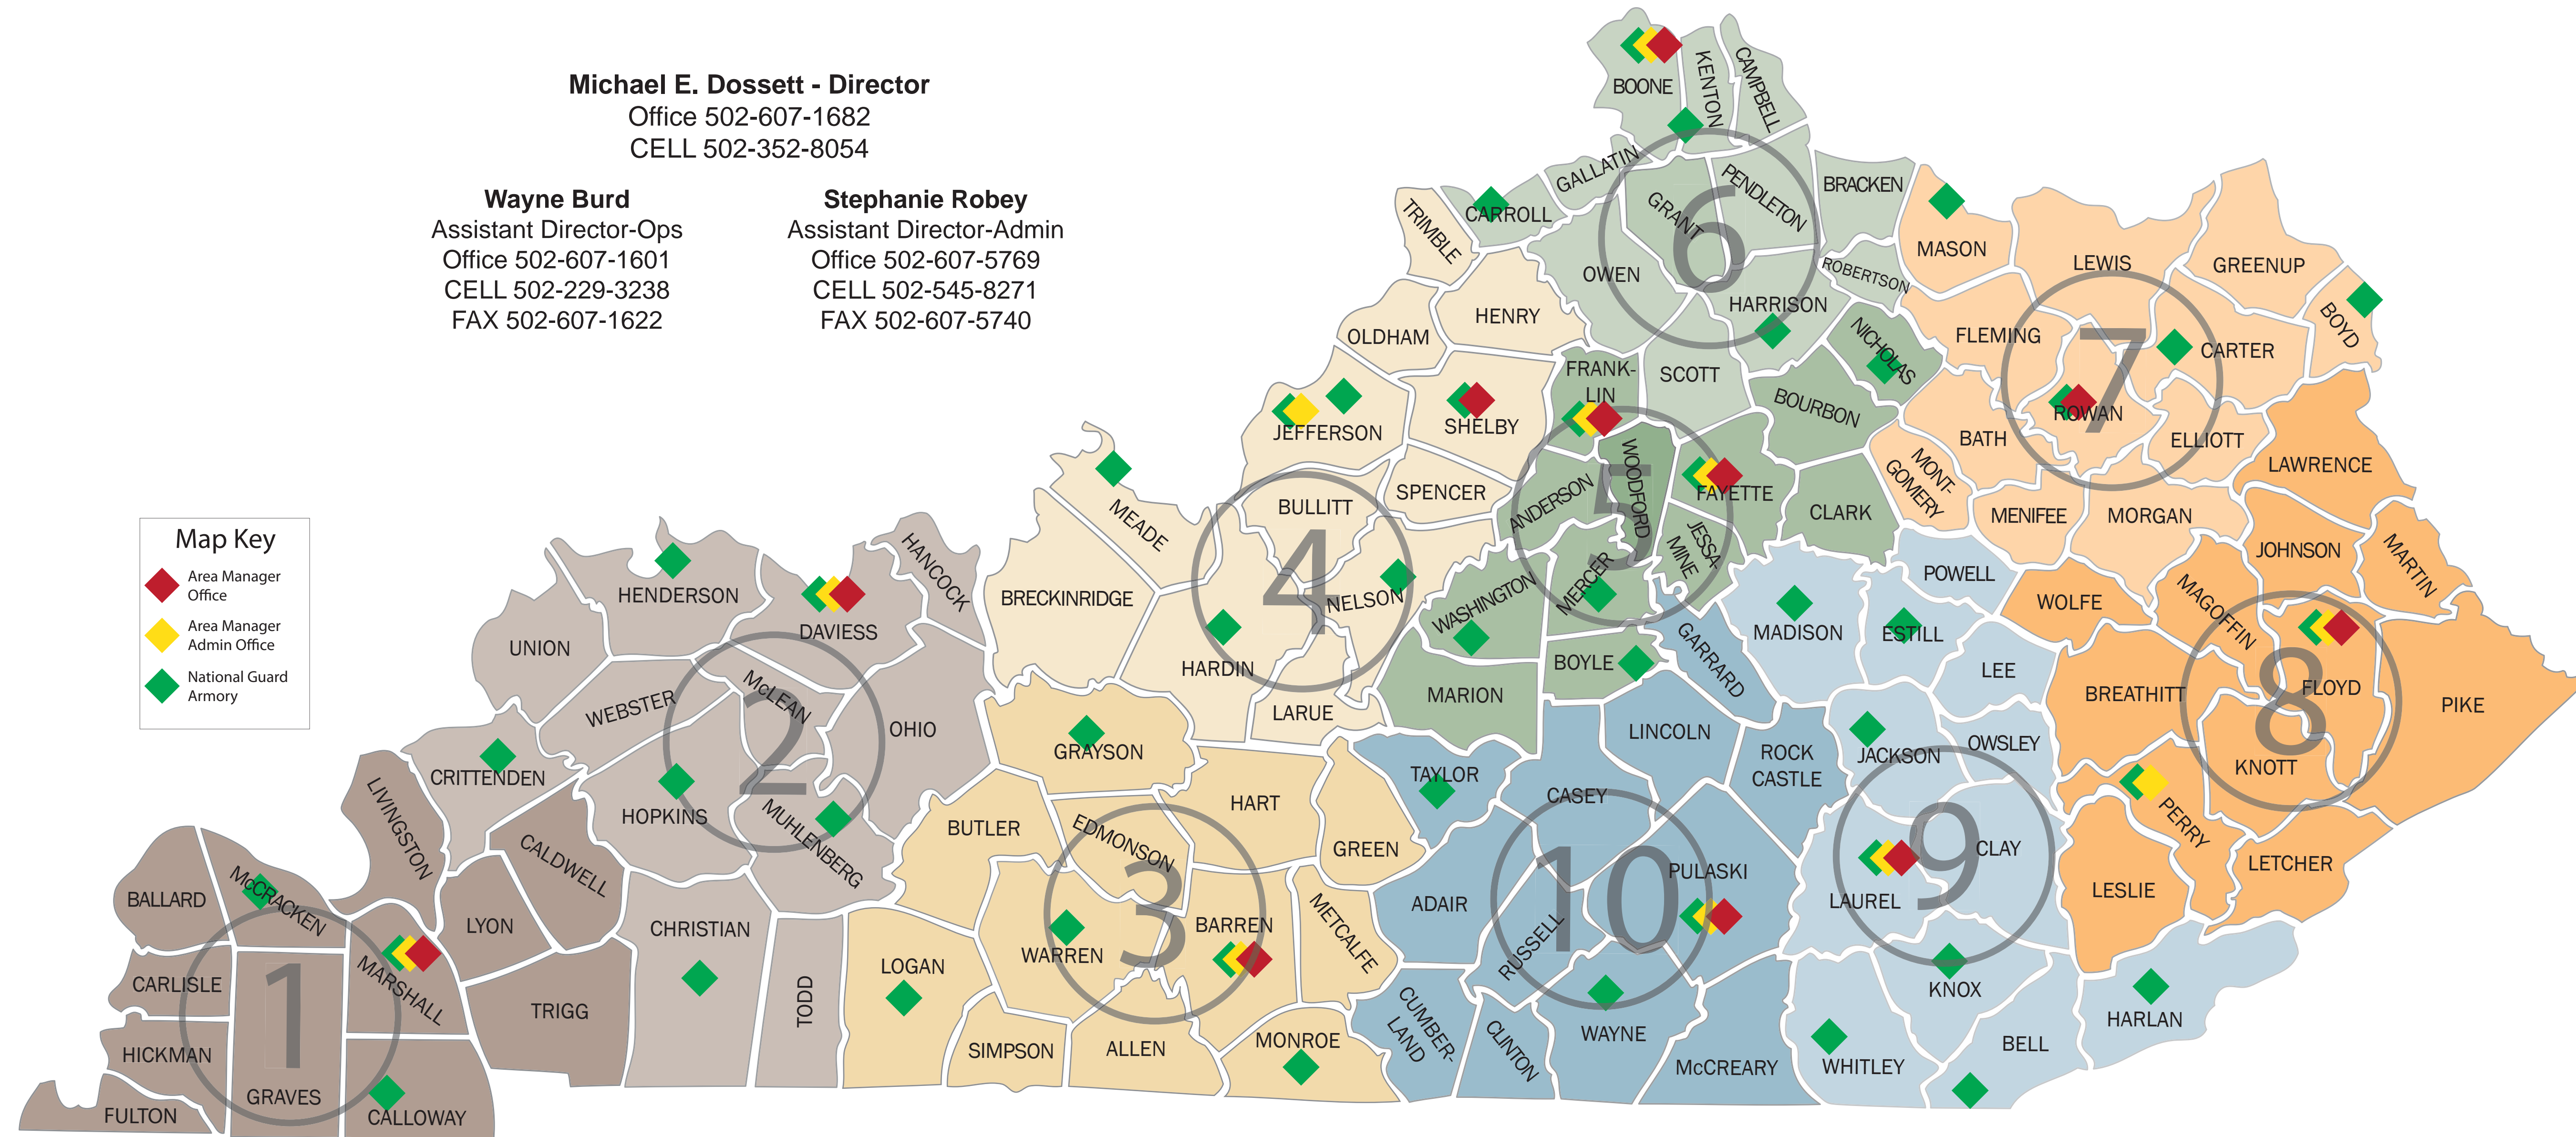 Michael E. Dossett - Director
Office 502-607-1682
CELL 502-352-8054
Wayne Burd
Assistant Director-Ops
Office 502-607-1601
CELL 502-229-3238
FAX 502-607-1622
Stephanie Robey
Assistant Director-Admin
Office 502-607-5769
CELL 502-545-8271
FAX 502-607-5740
Map Key
Area Manager
Office
Area Manager
Admin Office
National Guard
Armory
1
BALLARD
McCRACKEN
LIVINGSTON
CALDWELL
LYON
MARSHALL
CARLISLE
HICKMAN
GRAVES
FULTON
CALLOWAY
TRIGG
2
HENDERSON
DAVIESS
HANCOCK
UNION
WEBSTER
McLEAN
OHIO
CRITTENDEN
HOPKINS
MUHLENBERG
CHRISTIAN
TODD
3
GRAYSON
HART
BUTLER
EDMONSON
GREEN
WARREN
BARREN
METCALFE
LOGAN
SIMPSON
ALLEN
MONROE
4
TRIMBLE
HENRY
OLDHAM
JEFFERSON
SHELBY
SPENCER
BULLITT
MEADE
BRECKINRIDGE
HARDIN
NELSON
LARUE
5
FRANK-
LIN
WOODFORD
FAYETTE
BOURBON
NICHOLAS
ANDERSON
CLARK
JESSA-
MINE
MERCER
WASHINGTON
BOYLE
MARION
6
BOONE
KENTON
CAMPBELL
GALLATIN
CARROLL
GRANT
PENDLETON
BRACKEN
OWEN
ROBERTSON
HARRISON
SCOTT
7
MASON
LEWIS
GREENUP
BOYD
FLEMING
CARTER
ROWAN
BATH
ELLIOTT
MONT-
GOMERY
MENIFEE
MORGAN
8
LAWRENCE
JOHNSON
MARTIN
WOLFE
MAGOFFIN
FLOYD
BREATHITT
PIKE
KNOTT
PERRY
LETCHER
LESLIE
9
POWELL
MADISON
ESTILL
LEE
JACKSON
OWSLEY
CLAY
LAUREL
KNOX
WHITLEY
BELL
HARLAN
10
GARRARD
LINCOLN
ROCK
CASTLE
TAYLOR
CASEY
PULASKI
ADAIR
RUSSELL
WAYNE
CUMBER-
LAND
CLINTON
McCREARY